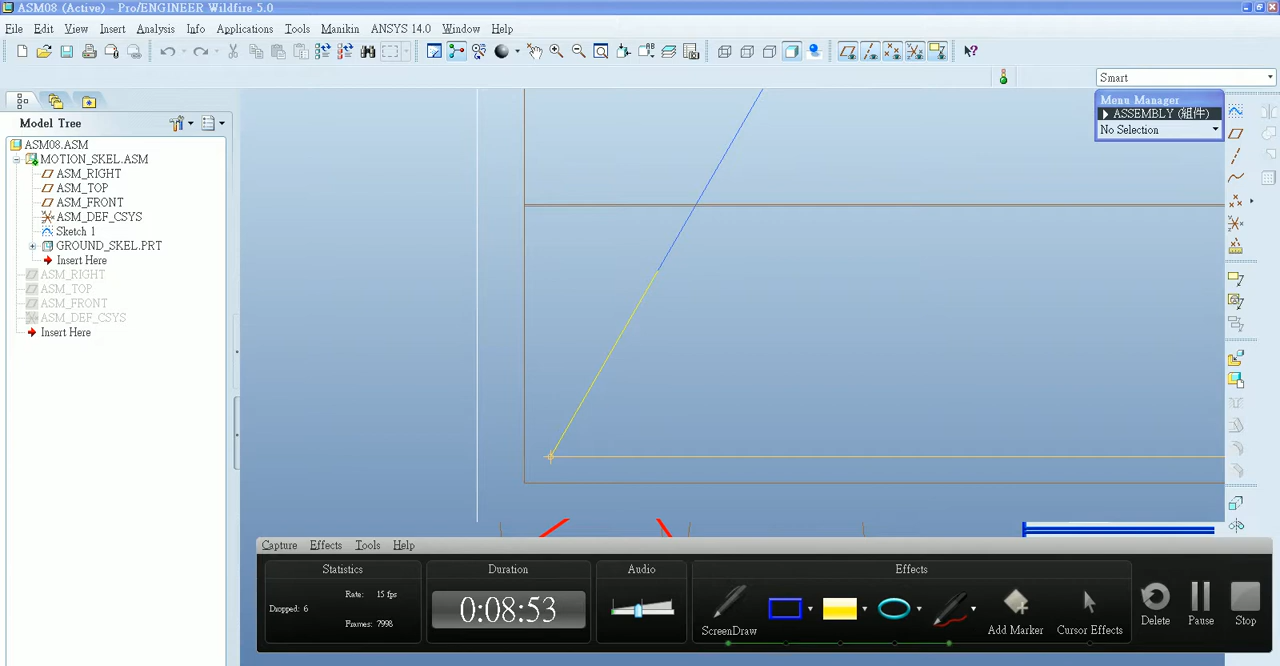 ASM08 (Active) - Pro/ENGINEER Wildfire 5.0
File Edit View Insert Analysis Info Applications Tools Manikin ANSYS 14.0 Window Help
Smart
Menu Manager
ASSEMBLY (組件)
No Selection
Model Tree
ASM08.ASM
MOTION_SKEL.ASM
ASM_RIGHT
ASM_TOP
ASM_FRONT
ASM_DEF_CSYS
Sketch 1
GROUND_SKEL.PRT
Insert Here
ASM_RIGHT
ASM_TOP
ASM_FRONT
ASM_DEF_CSYS
Insert Here
Capture Effects Tools Help
Statistics
Dropped: 6
Rate: 15 fps
Frames: 7998
Duration
0:08:53
Audio
Effects
ScreenDraw
Add Marker
Cursor Effects
Delete
Pause
Stop